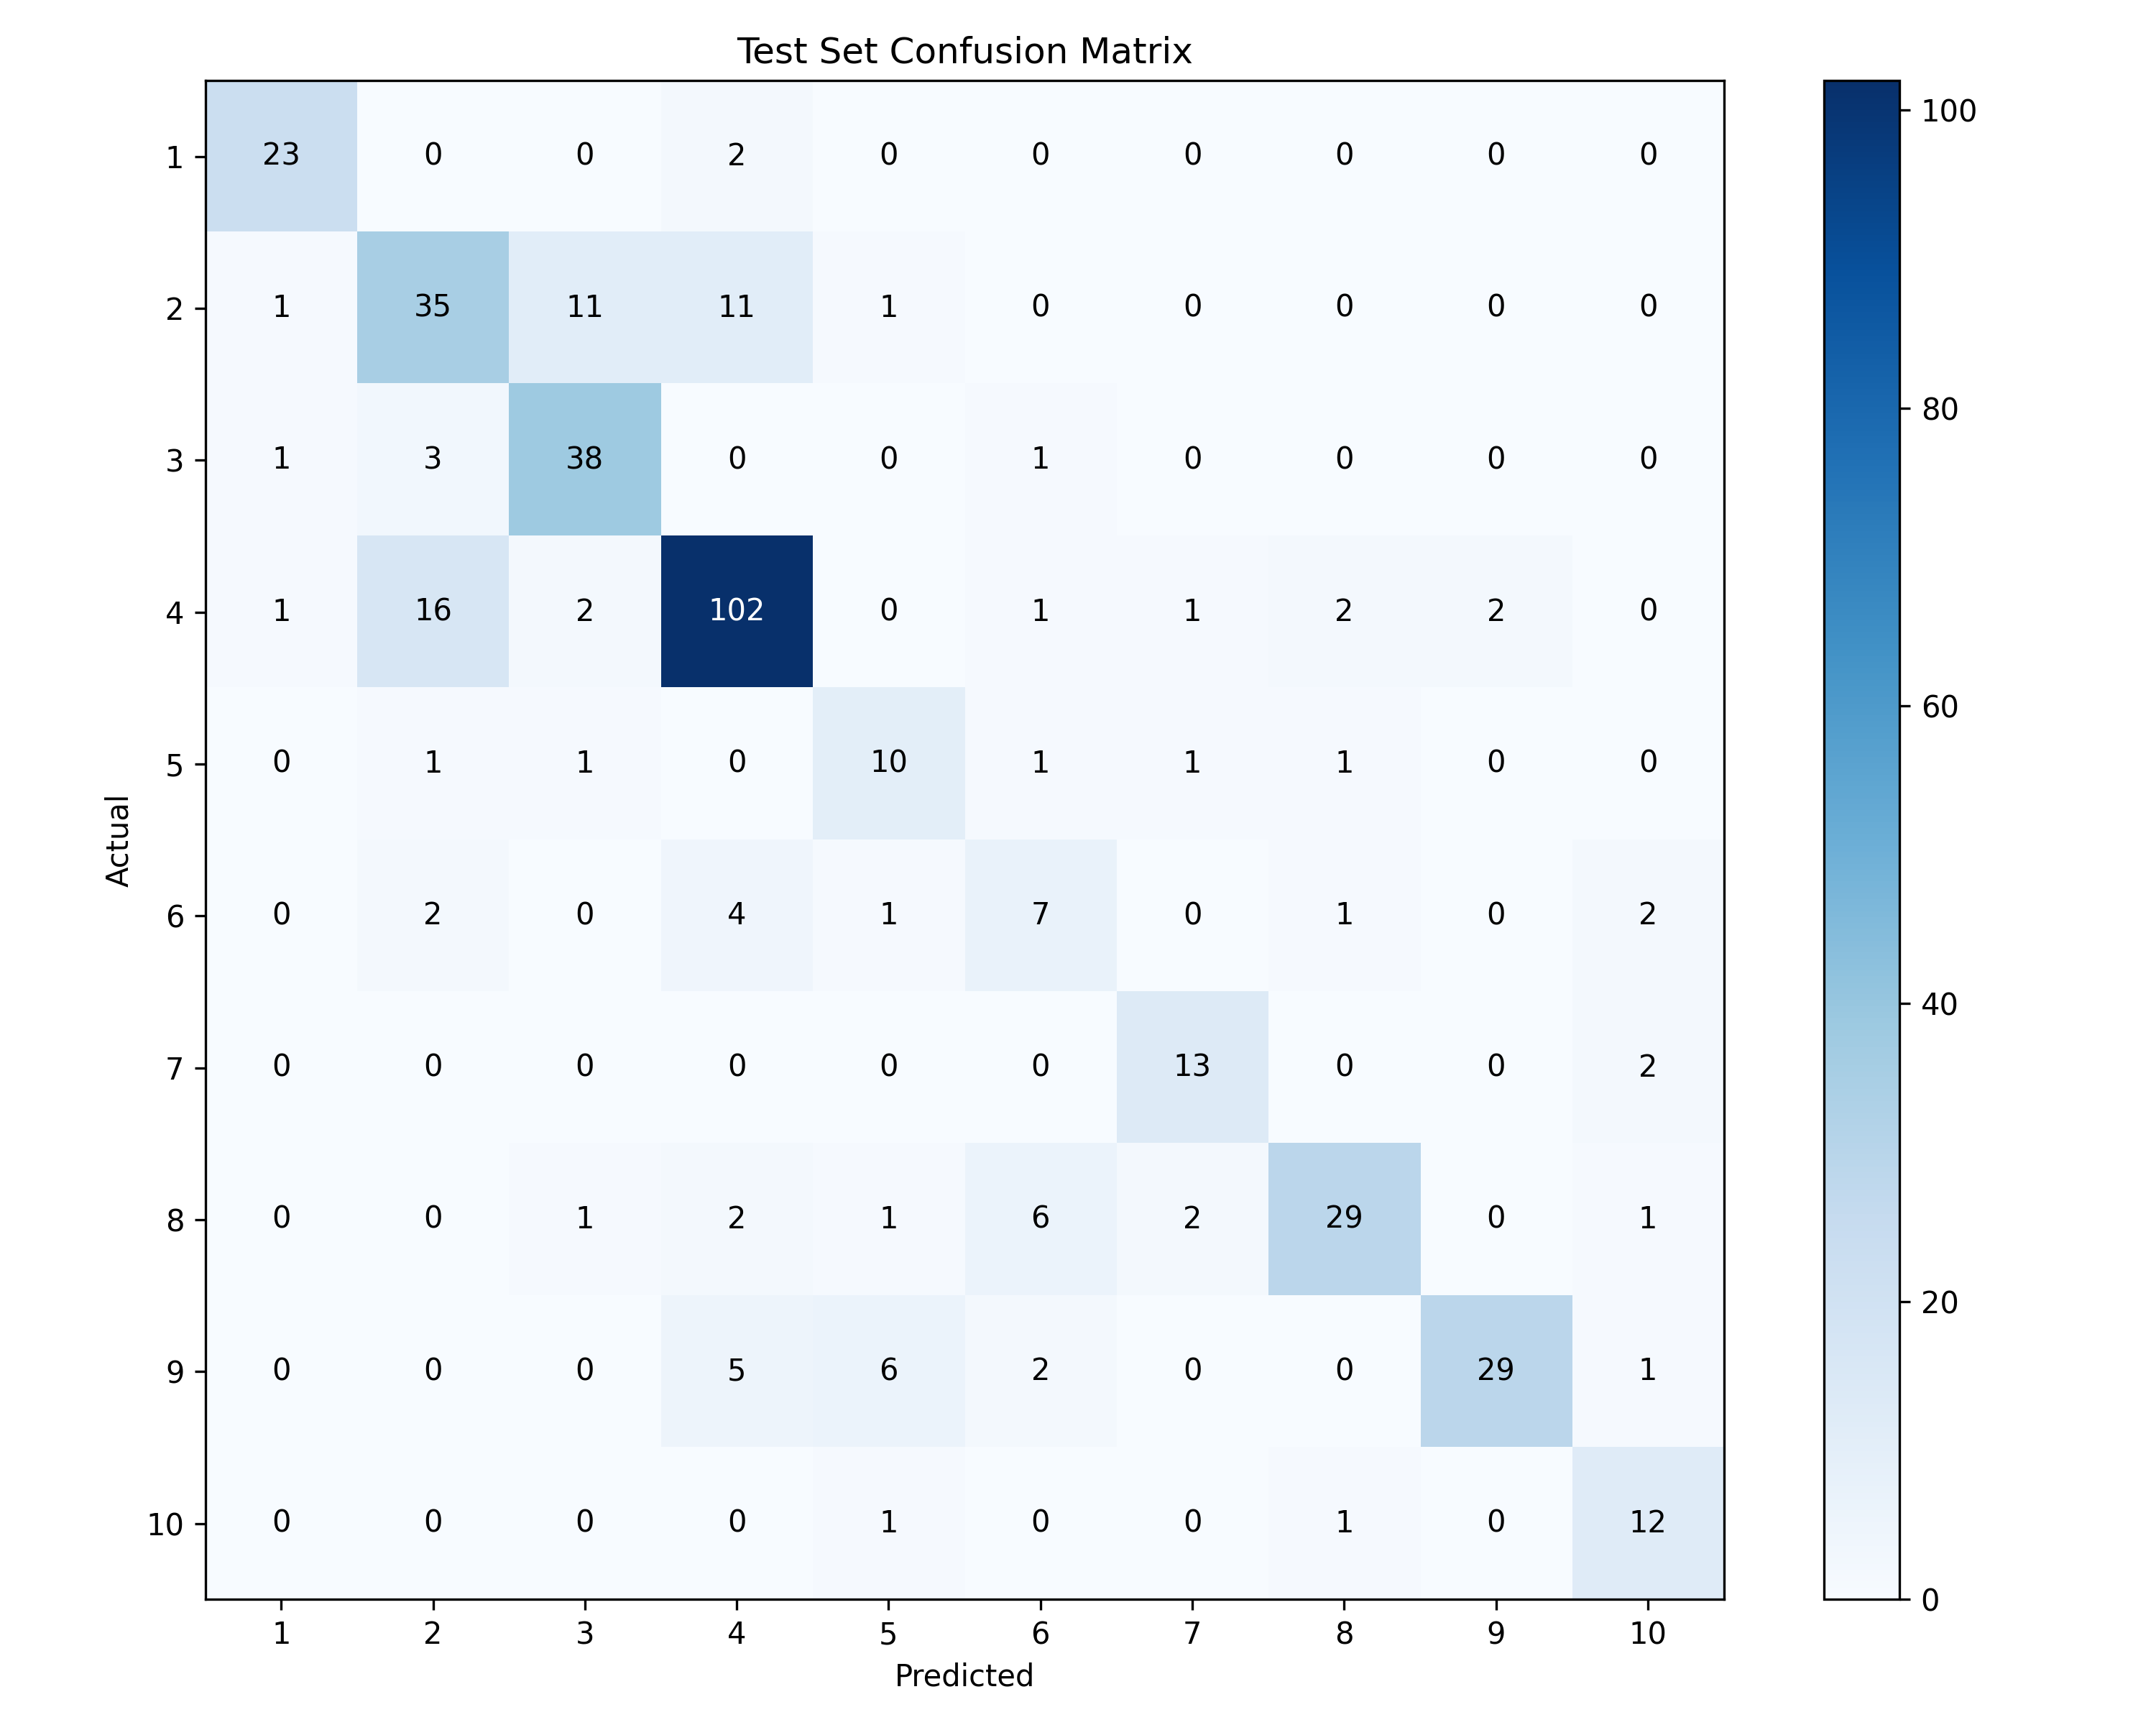 Test Set Confusion Matrix
1 23 0 0 2 0 0 0 0 0 0
2 1 35 11 11 1 0 0 0 0 0
3 1 3 38 0 0 1 0 0 0 0
4 1 16 2 102 0 1 1 2 2 0
5 0 1 1 0 10 1 1 1 0 0
6 0 2 0 4 1 7 0 1 0 2
7 0 0 0 0 0 0 13 0 0 2
8 0 0 1 2 1 6 2 29 0 1
9 0 0 0 5 6 2 0 0 29 1
10 0 0 0 0 1 0 0 1 0 12
1 2 3 4 5 6 7 8 9 10
Predicted
Actual
100
80
60
40
20
0